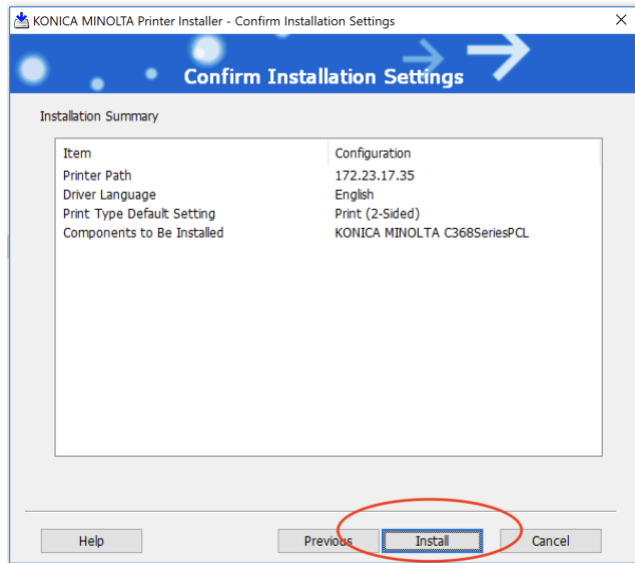 KONICA MINOLTA Printer Installer - Confirm Installation Settings
Confirm Installation Settings
Installation Summary
Item Configuration
Printer Path 172.23.17.35
Driver Language English
Print Type Default Setting Print (2-Sided)
Components to Be Installed KONICA MINOLTA C368SeriesPCL
Help Previous Install Cancel